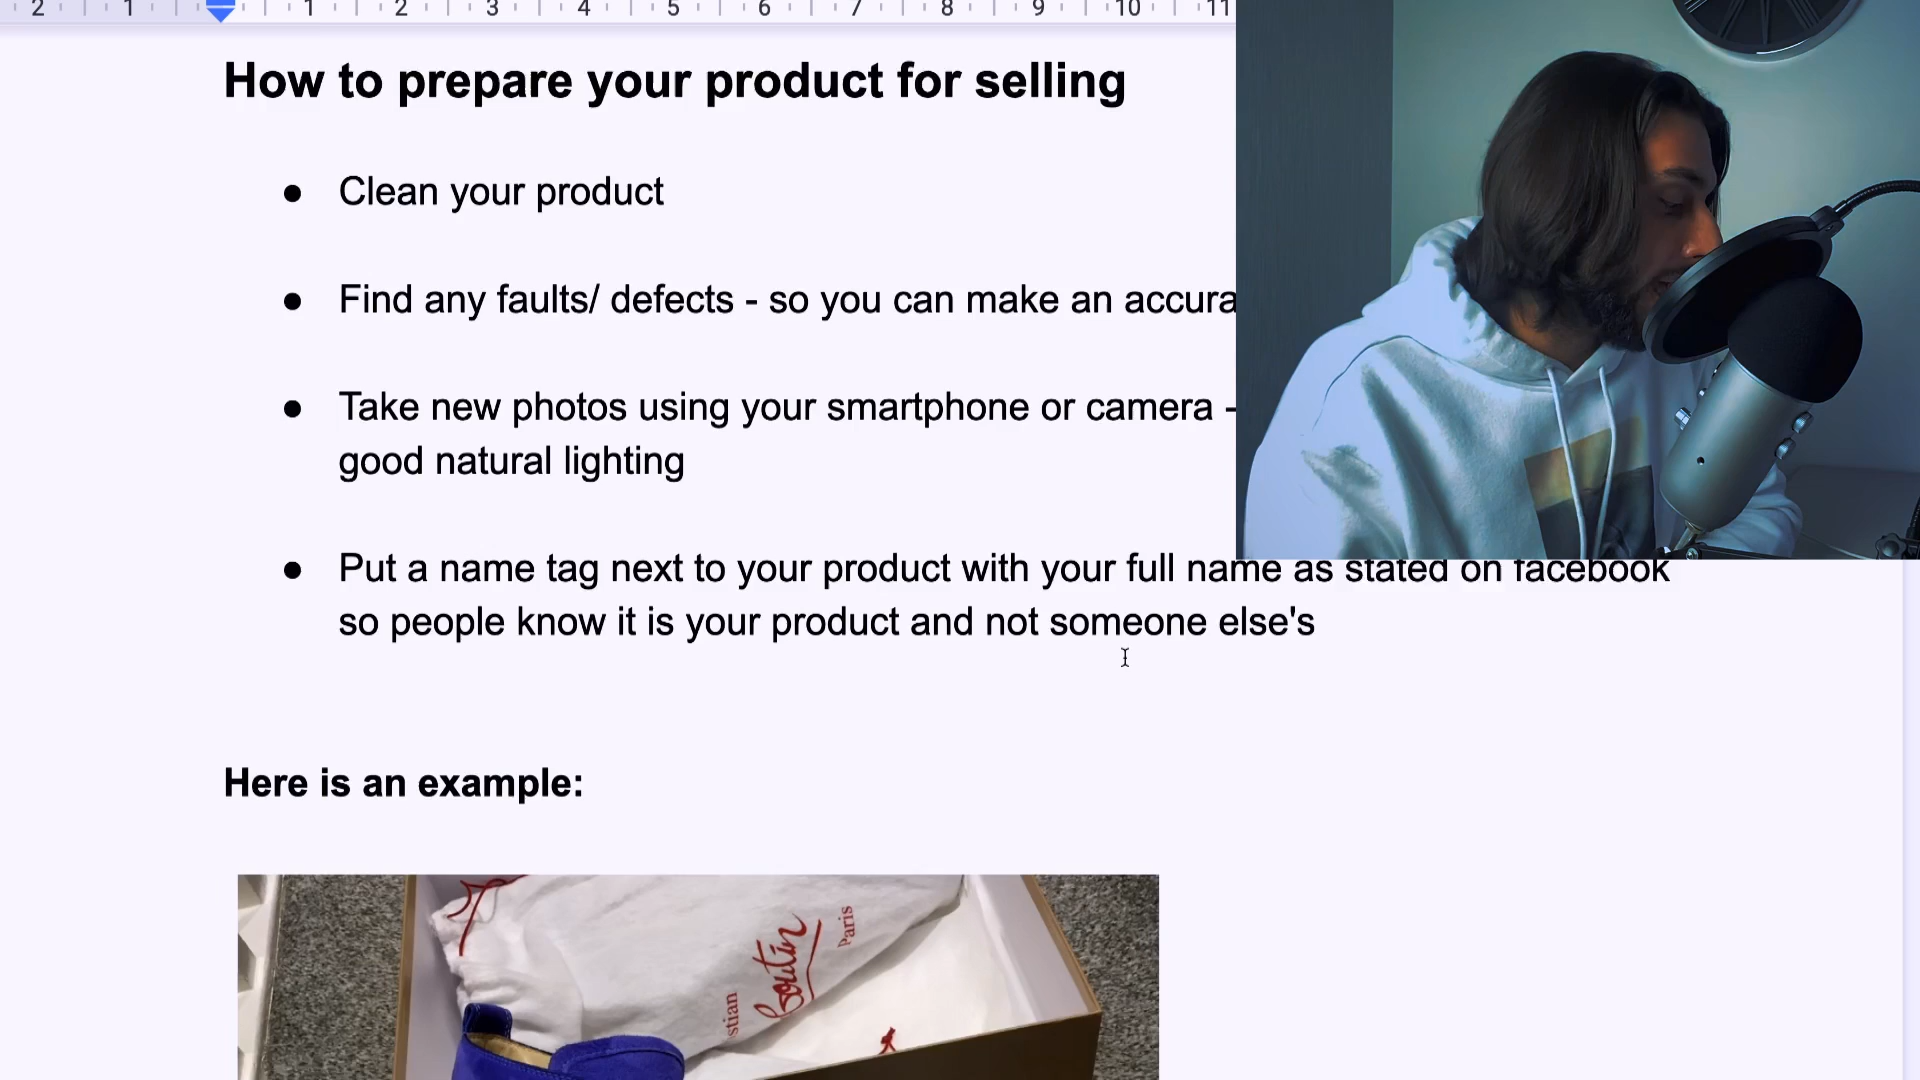 2 1 1 2 3 4 5 6 7 8 9 10 11
How to prepare your product for selling
● Clean your product
● Find any faults/ defects - so you can make an accura
● Take new photos using your smartphone or camera -
good natural lighting
● Put a name tag next to your product with your full name as stated on facebook
so people know it is your product and not someone else's
Here is an example:
stian
boutin
Paris